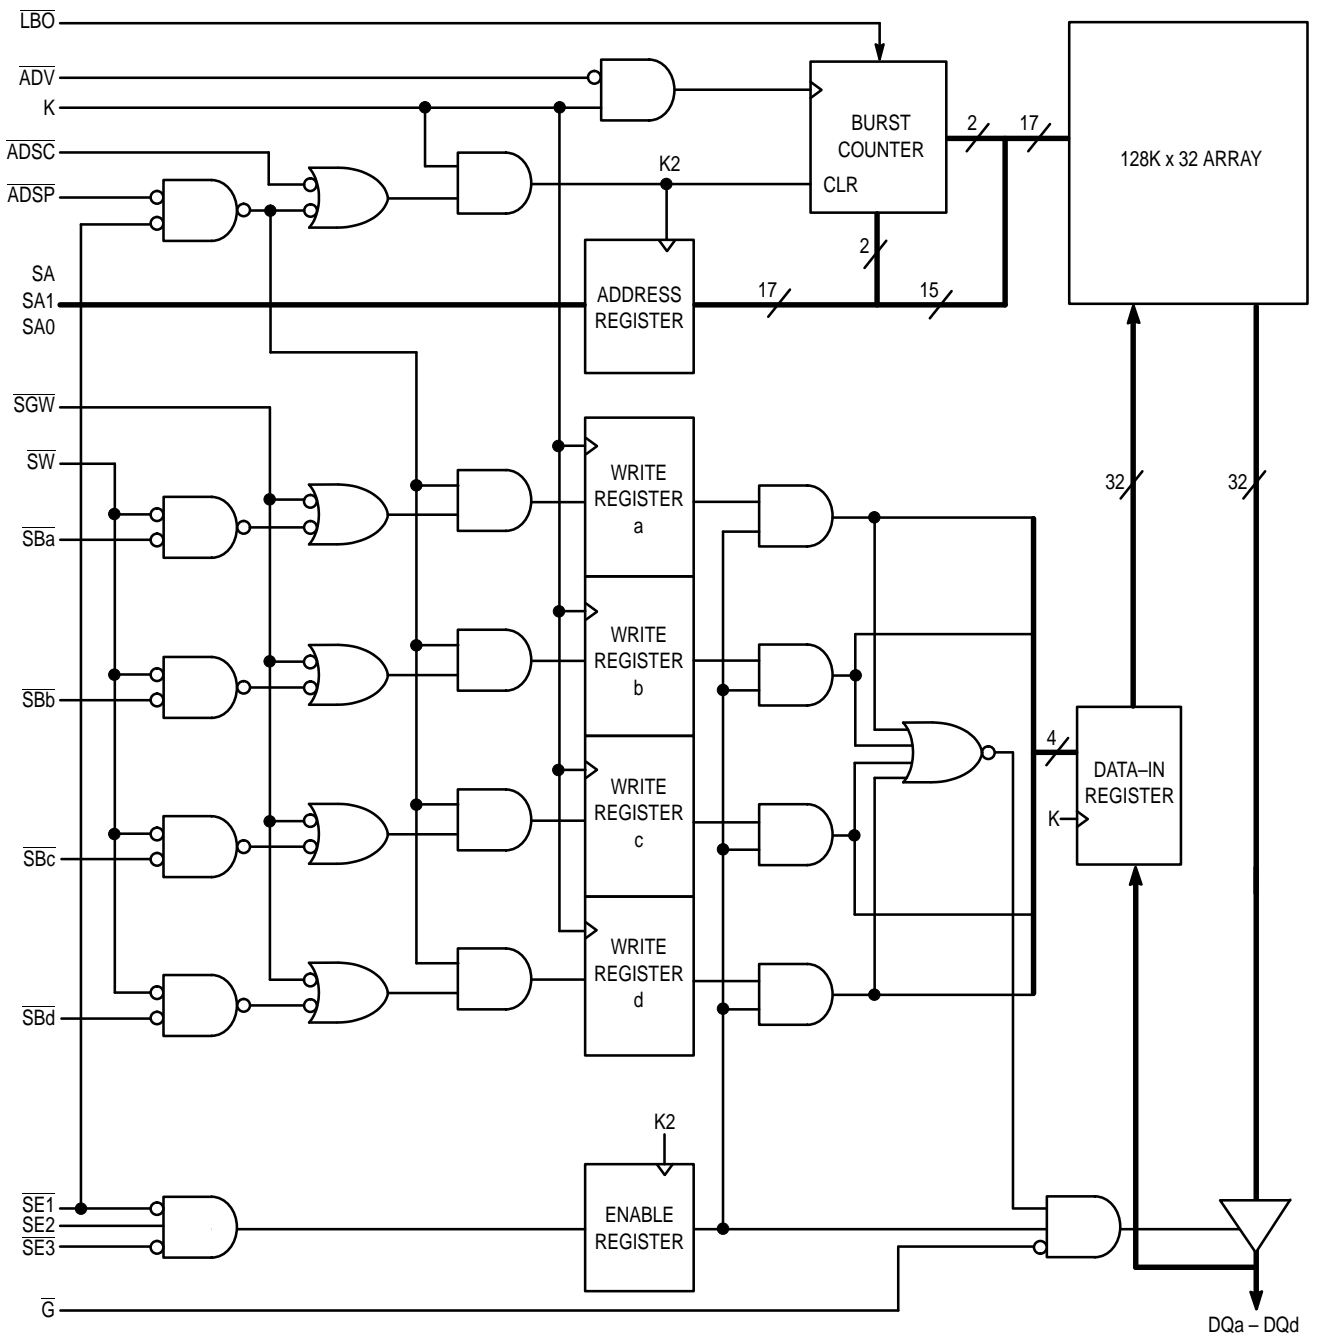 LBO
ADV
K
ADSC
ADSP
K2
BURST
COUNTER
CLR
2
17
128K x 32 ARRAY
2
SA
SA1
SA0
ADDRESS
REGISTER
17
15
SGW
SW
SBa
WRITE
REGISTER
a
32
32
SBb
WRITE
REGISTER
b
4
DATA–IN
REGISTER
K
SBc
WRITE
REGISTER
c
SBd
WRITE
REGISTER
d
K2
SE1
SE2
SE3
ENABLE
REGISTER
G
DQa – DQd